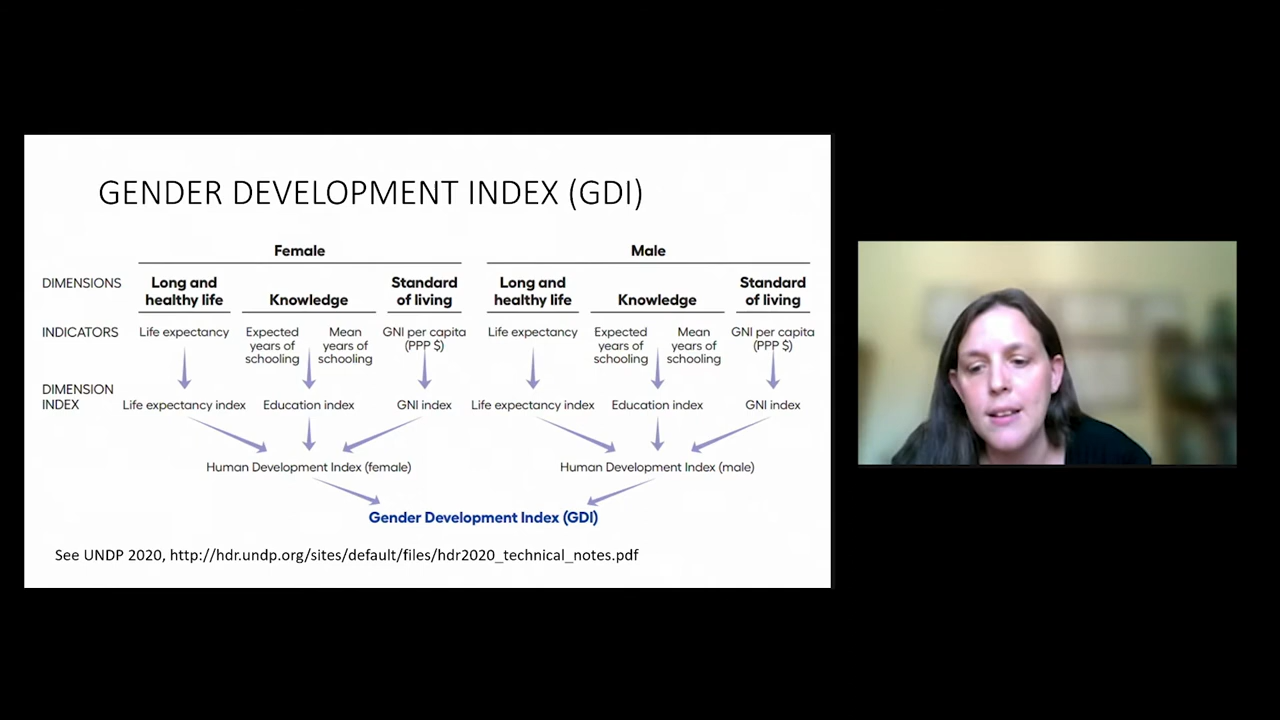 GENDER DEVELOPMENT INDEX (GDI)
Female Male
DIMENSIONS Long and healthy life Knowledge Standard of living Long and healthy life Knowledge Standard of living
INDICATORS Life expectancy Expected years of schooling Mean years of schooling GNI per capita (PPP $) Life expectancy Expected years of schooling Mean years of schooling GNI per capita (PPP $)
DIMENSION INDEX Life expectancy index Education index GNI index Life expectancy index Education index GNI index
Human Development Index (female) Human Development Index (male)
Gender Development Index (GDI)
See UNDP 2020, http://hdr.undp.org/sites/default/files/hdr2020_technical_notes.pdf